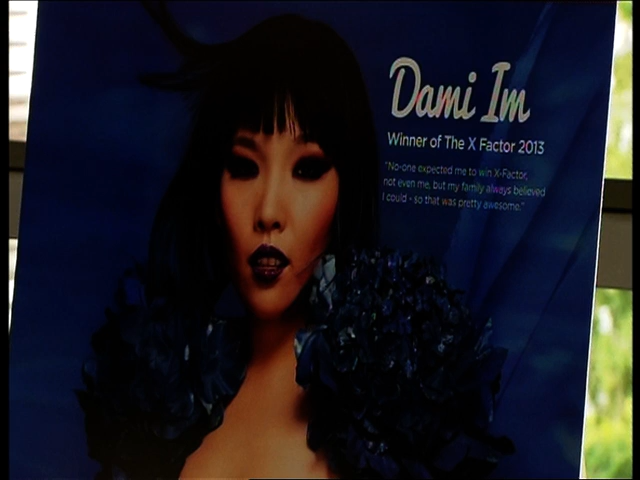 Dami Im
Winner of The X Factor 2013
"No-one expected me to win X-Factor,
not even me, but my family always believed
I could - so that was pretty awesome."